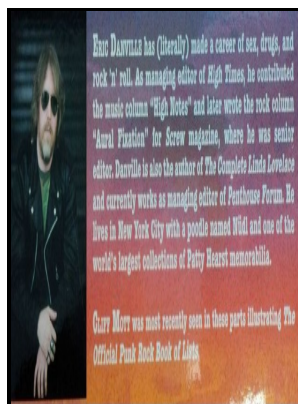 ERIC DANVILLE has (literally) made a career of sex, drugs, and
rock 'n' roll. As managing editor of High Times, he contributed
the music column "High Notes" and later wrote the rock column
"Aural Fixation" for Screw magazine, where he was senior
editor. Danville is also the author of The Complete Linda Lovelace
and currently works as managing editor of Penthouse Forum. He
lives in New York City with a poodle named Nüdi and one of the
world's largest collections of Patty Hearst memorabilia.
CLIFF MOTT was most recently seen in these parts illustrating The
Official Punk Rock Book of Lists.